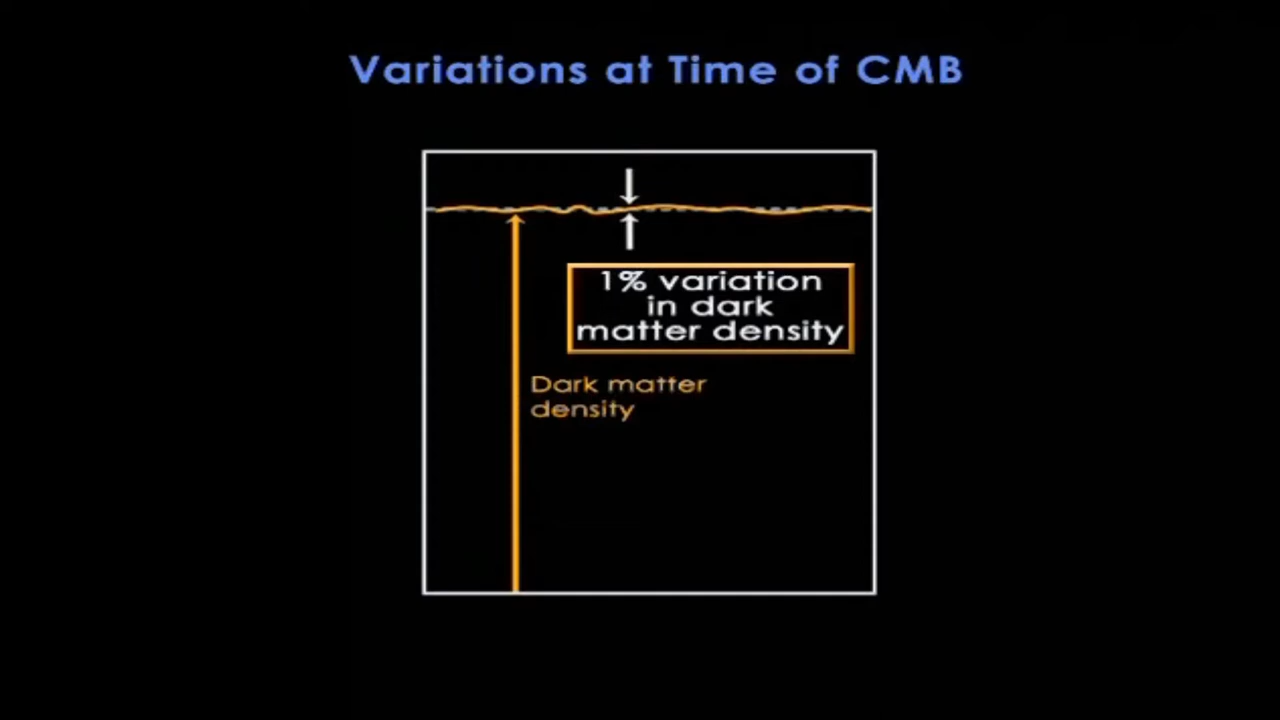 Variations at Time of CMB
1% variation
in dark
matter density
Dark matter
density